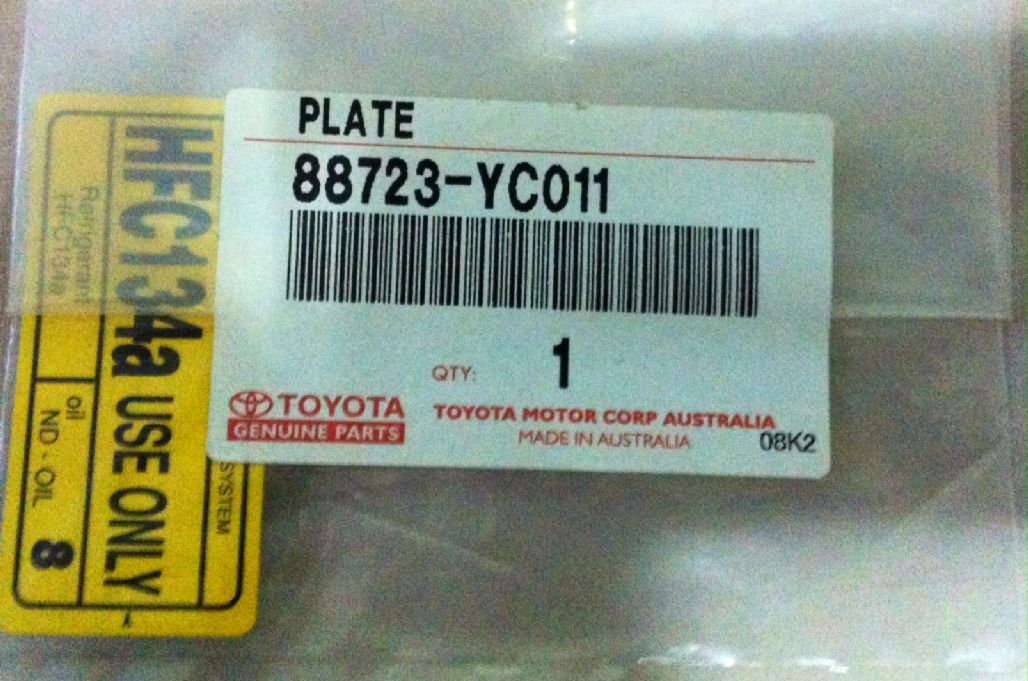 PLATE
88723-YC011
QTY: 1
TOYOTA
GENUINE PARTS
TOYOTA MOTOR CORP AUSTRALIA
MADE IN AUSTRALIA
08K2
SYSTEM
HFC134a USE ONLY
Refrigerant
HFC134a
oil
ND-OIL 8